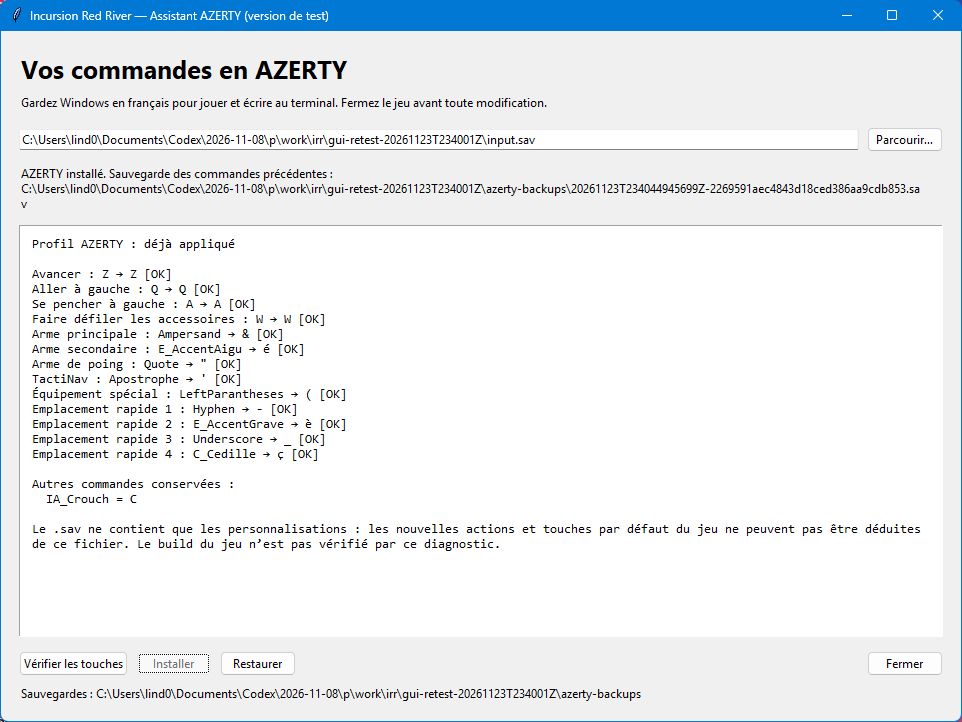 Incursion Red River — Assistant AZERTY (version de test)
Vos commandes en AZERTY
Gardez Windows en français pour jouer et écrire au terminal. Fermez le jeu avant toute modification.
C:\Users\lind0\Documents\Codex\2026-11-08\p\work\irr\gui-retest-20261123T234001Z\input.sav
Parcourir...
AZERTY installé. Sauvegarde des commandes précédentes :
C:\Users\lind0\Documents\Codex\2026-11-08\p\work\irr\gui-retest-20261123T234001Z\azerty-backups\20261123T234044945699Z-2269591aec4843d18ced386aa9cdb853.sa
v
Profil AZERTY : déjà appliqué
Avancer : Z → Z [OK]
Aller à gauche : Q → Q [OK]
Se pencher à gauche : A → A [OK]
Faire défiler les accessoires : W → W [OK]
Arme principale : Ampersand → & [OK]
Arme secondaire : E_AccentAigu → é [OK]
Arme de poing : Quote → " [OK]
TactiNav : Apostrophe → ' [OK]
Équipement spécial : LeftParantheses → ( [OK]
Emplacement rapide 1 : Hyphen → - [OK]
Emplacement rapide 2 : E_AccentGrave → è [OK]
Emplacement rapide 3 : Underscore → _ [OK]
Emplacement rapide 4 : C_Cedille → ç [OK]
Autres commandes conservées :
IA_Crouch = C
Le .sav ne contient que les personnalisations : les nouvelles actions et touches par défaut du jeu ne peuvent pas être déduites
de ce fichier. Le build du jeu n’est pas vérifié par ce diagnostic.
Vérifier les touches
Installer
Restaurer
Fermer
Sauvegardes : C:\Users\lind0\Documents\Codex\2026-11-08\p\work\irr\gui-retest-20261123T234001Z\azerty-backups